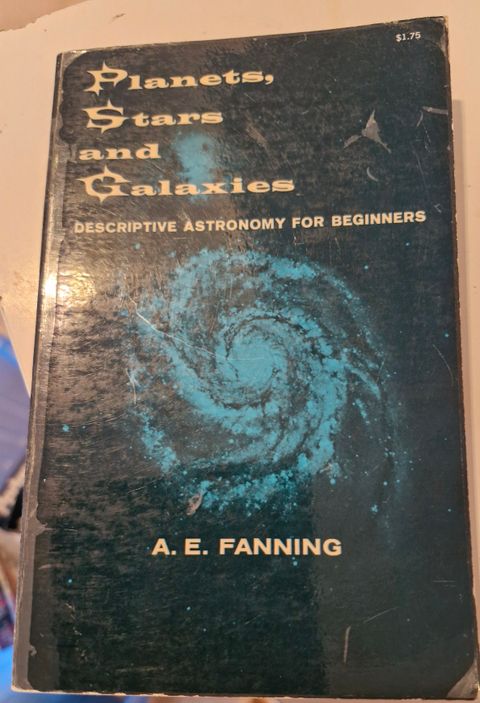 $1.75
Planets,
Stars
and
Galaxies
DESCRIPTIVE ASTRONOMY FOR BEGINNERS
A. E. FANNING